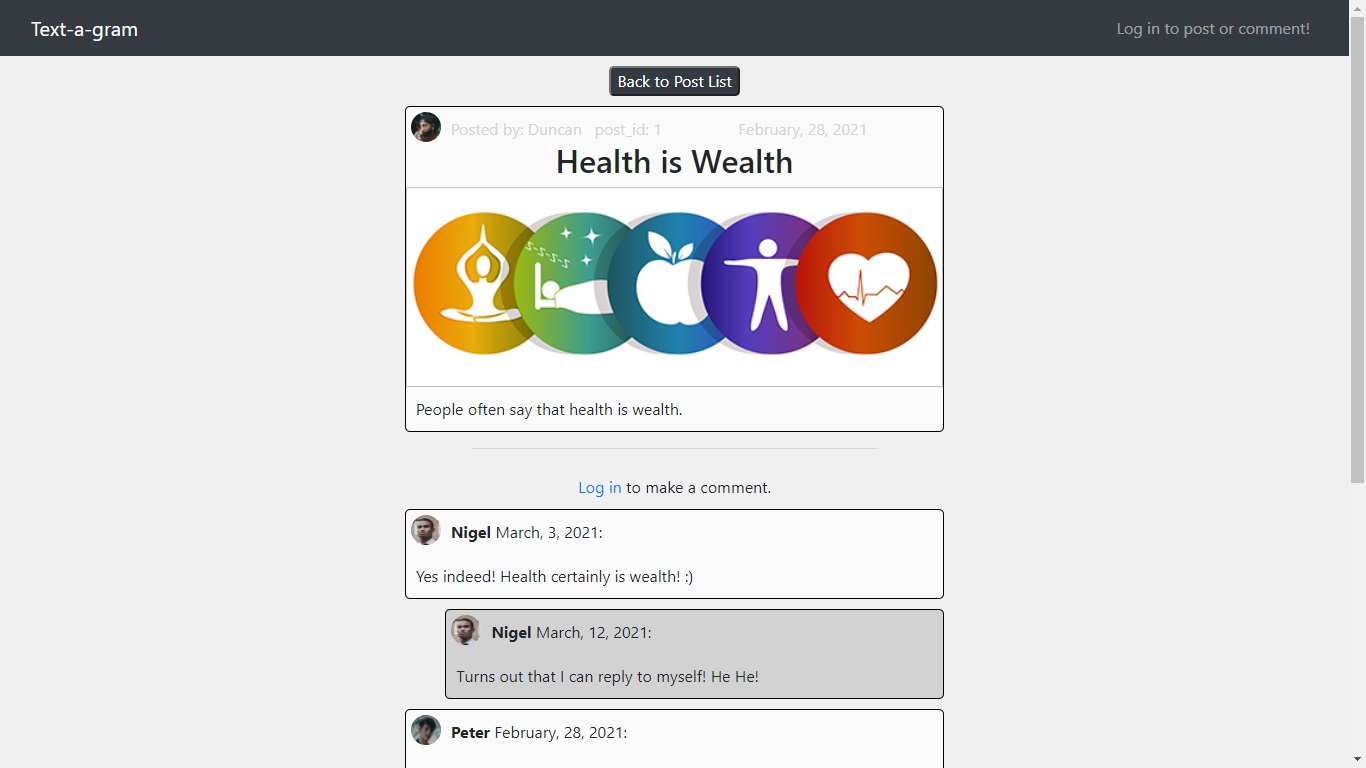 Text-a-gram
Log in to post or comment!
Back to Post List
Posted by: Duncan post_id: 1 February, 28, 2021
Health is Wealth
z-z-z-z-z
z-z-z-z
People often say that health is wealth.
Log in to make a comment.
Nigel March, 3, 2021:
Yes indeed! Health certainly is wealth! :)
Nigel March, 12, 2021:
Turns out that I can reply to myself! He He!
Peter February, 28, 2021: